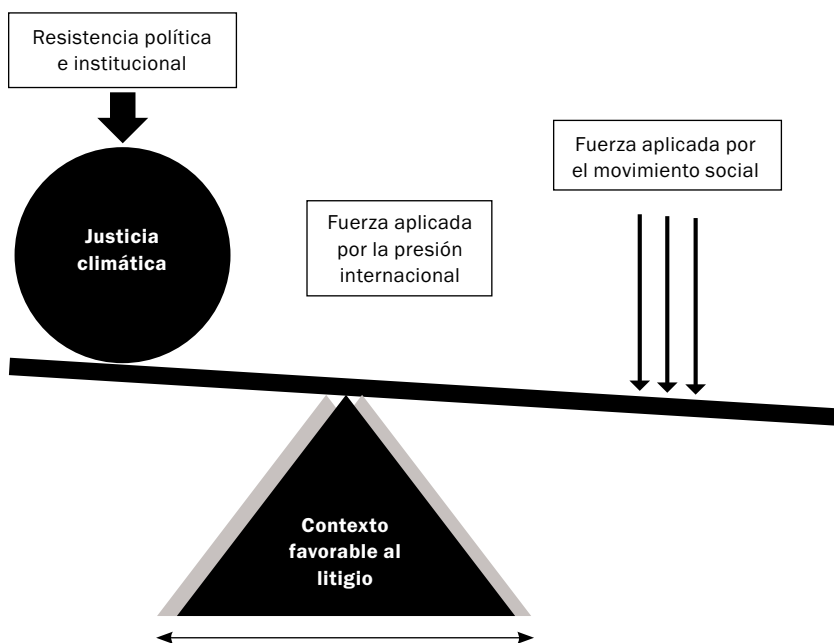 Resistencia política
e institucional
Justicia
climática
Fuerza aplicada
por la presión
internacional
Fuerza aplicada por
el movimiento social
Contexto
favorable al
litigio